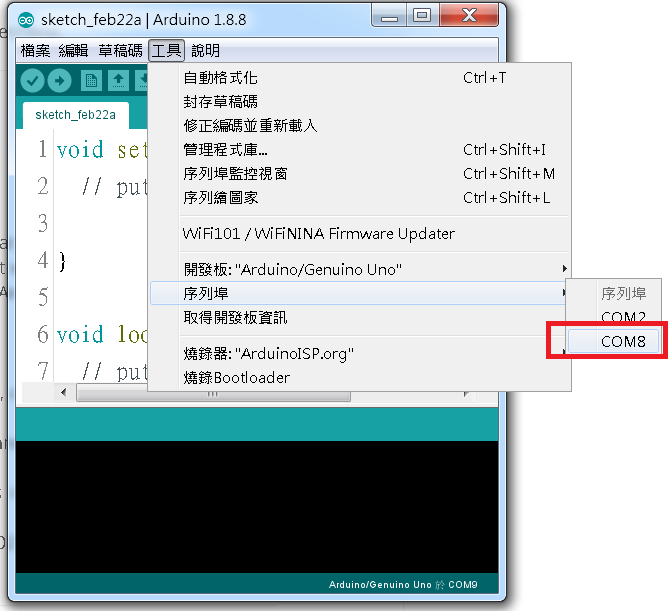 sketch_feb22a | Arduino 1.8.8
檔案 編輯 草稿碼 工具 說明
sketch_feb22a
自動格式化 Ctrl+T
封存草稿碼
修正編碼並重新載入
管理程式庫... Ctrl+Shift+I
序列埠監控視窗 Ctrl+Shift+M
序列繪圖家 Ctrl+Shift+L
WiFi101 / WiFiNINA Firmware Updater
開發板: "Arduino/Genuino Uno"
序列埠
取得開發板資訊
燒錄器: "ArduinoISP.org"
燒錄Bootloader
序列埠
COM2
COM8
1 void set
2 // put
3
4 }
5
6 void loo
7 // put
Arduino/Genuino Uno 於 COM9